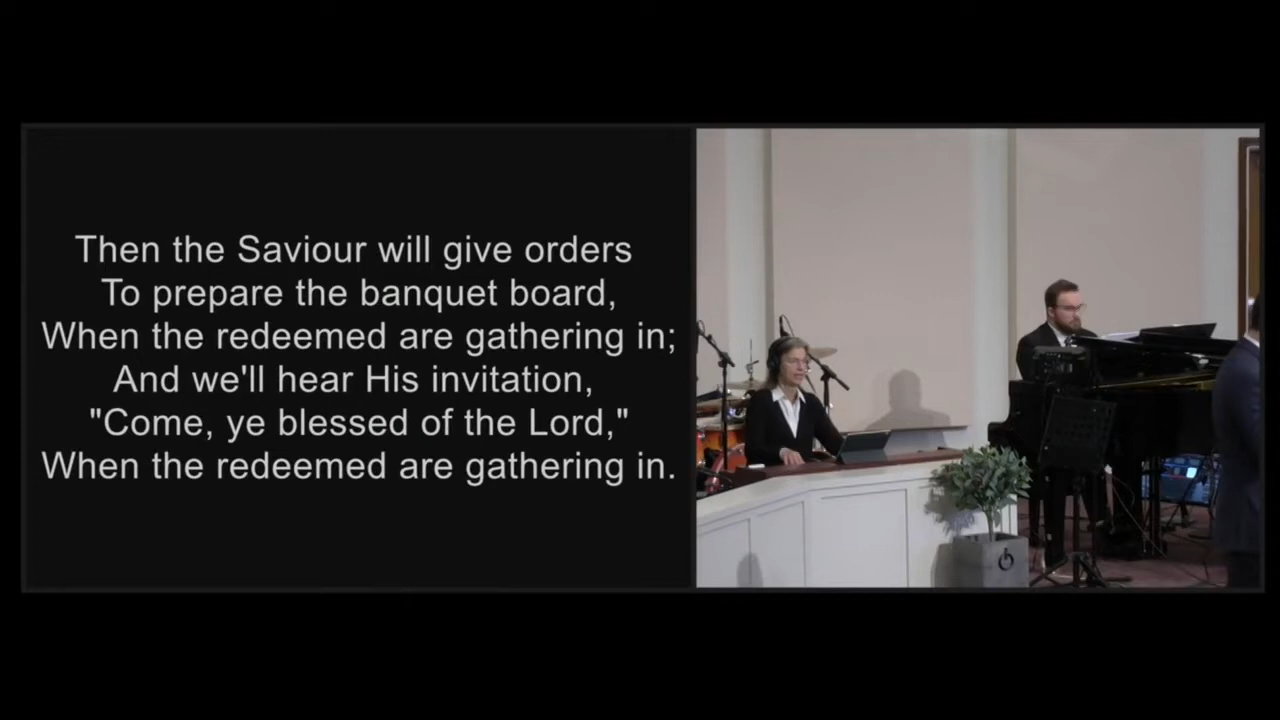 Then the Saviour will give orders
To prepare the banquet board,
When the redeemed are gathering in;
And we'll hear His invitation,
"Come, ye blessed of the Lord,"
When the redeemed are gathering in.